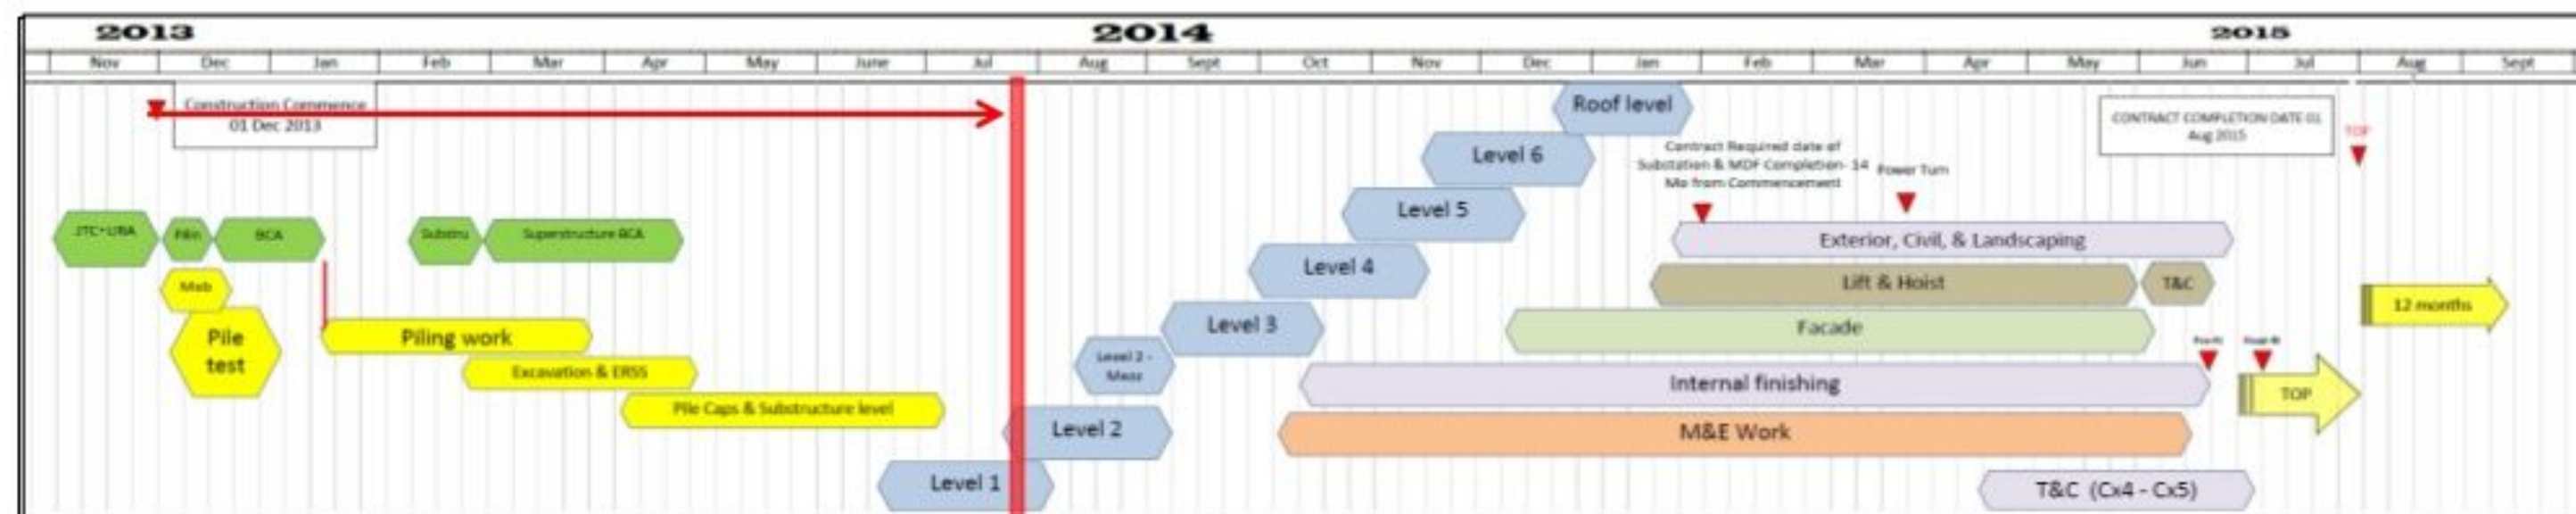 2013 2014 2015
Nov Dec Jan Feb Mar Apr May June Jul Aug Sept Oct Nov Dec Jan Feb Mar Apr May Jun Jul Aug Sept
Construction Commence
01 Dec 2013
Roof level
CONTRACT COMPLETION DATE 01
Aug 2015
TOP
Level 6
Contract Required date of
Substation & MDF Completion- 14
Mo from Commencement
Power Turn
Level 5
JTC+URA
Pilin
BCA
Substru
Superstructure BCA
Exterior, Civil, & Landscaping
Level 4
Mob
Lift & Hoist
T&C
12 months
Pile
test
Piling work
Level 3
Facade
Excavation & ERSS
Level 2 -
Mezz
Internal finishing
TOP
Pile Caps & Substructure level
Level 2
M&E Work
Level 1
T&C (Cx4 - Cx5)